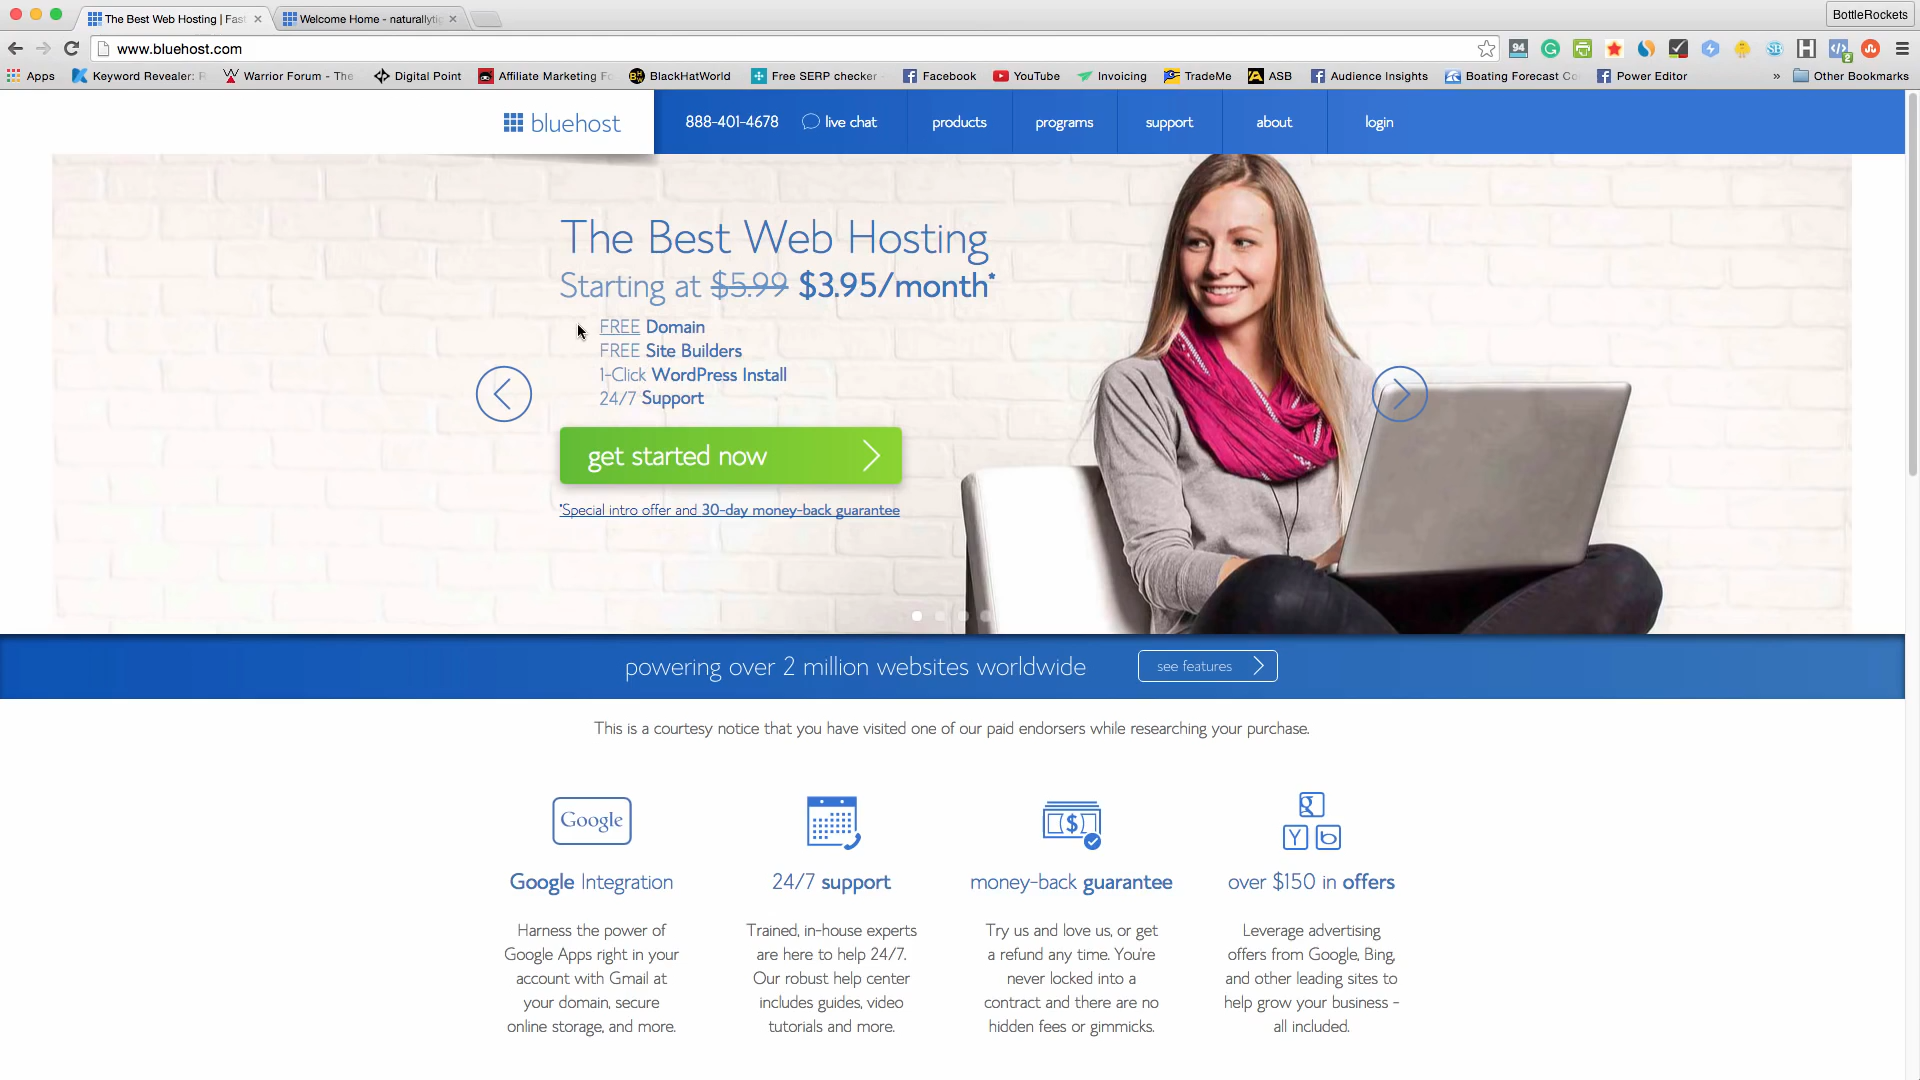 The Best Web Hosting | Fas
Welcome Home - naturallytig
BottleRockets
www.bluehost.com
94
2
Apps
Keyword Revealer: R
Warrior Forum - The
Digital Point
Affiliate Marketing Fo
BlackHatWorld
Free SERP checker -
Facebook
YouTube
Invoicing
TradeMe
ASB
Audience Insights
Boating Forecast Co
Power Editor
»
Other Bookmarks
bluehost
888-401-4678
live chat
products
programs
support
about
login
The Best Web Hosting
Starting at $5.99 $3.95/month*
FREE Domain
FREE Site Builders
1-Click WordPress Install
24/7 Support
get started now
*Special intro offer and 30-day money-back guarantee
powering over 2 million websites worldwide
see features
This is a courtesy notice that you have visited one of our paid endorsers while researching your purchase.
Google
Google Integration
Harness the power of
Google Apps right in your
account with Gmail at
your domain, secure
online storage, and more.
24/7 support
Trained, in-house experts
are here to help 24/7.
Our robust help center
includes guides, video
tutorials and more.
$
money-back guarantee
Try us and love us, or get
a refund any time. You're
never locked into a
contract and there are no
hidden fees or gimmicks.
g
Y b
over $150 in offers
Leverage advertising
offers from Google, Bing,
and other leading sites to
help grow your business -
all included.